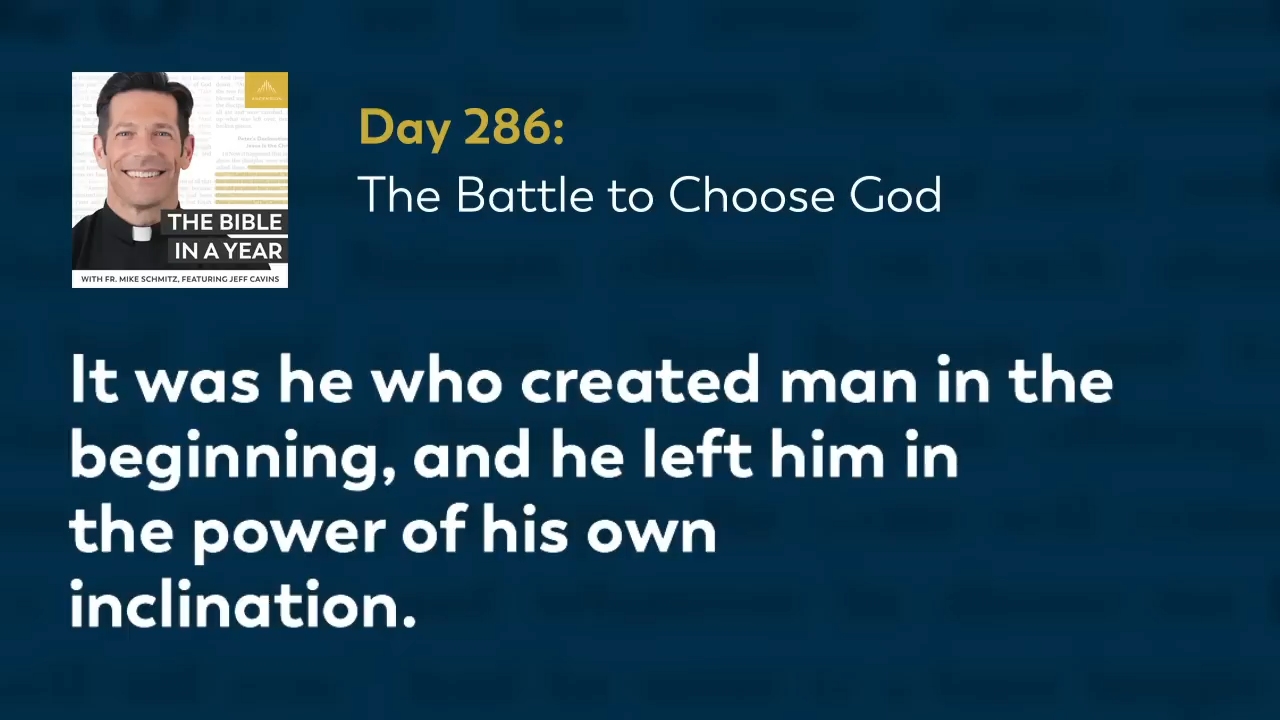 Day 286:
The Battle to Choose God
THE BIBLE
IN A YEAR
WITH FR. MIKE SCHMITZ, FEATURING JEFF CAVINS
It was he who created man in the
beginning, and he left him in
the power of his own
inclination.